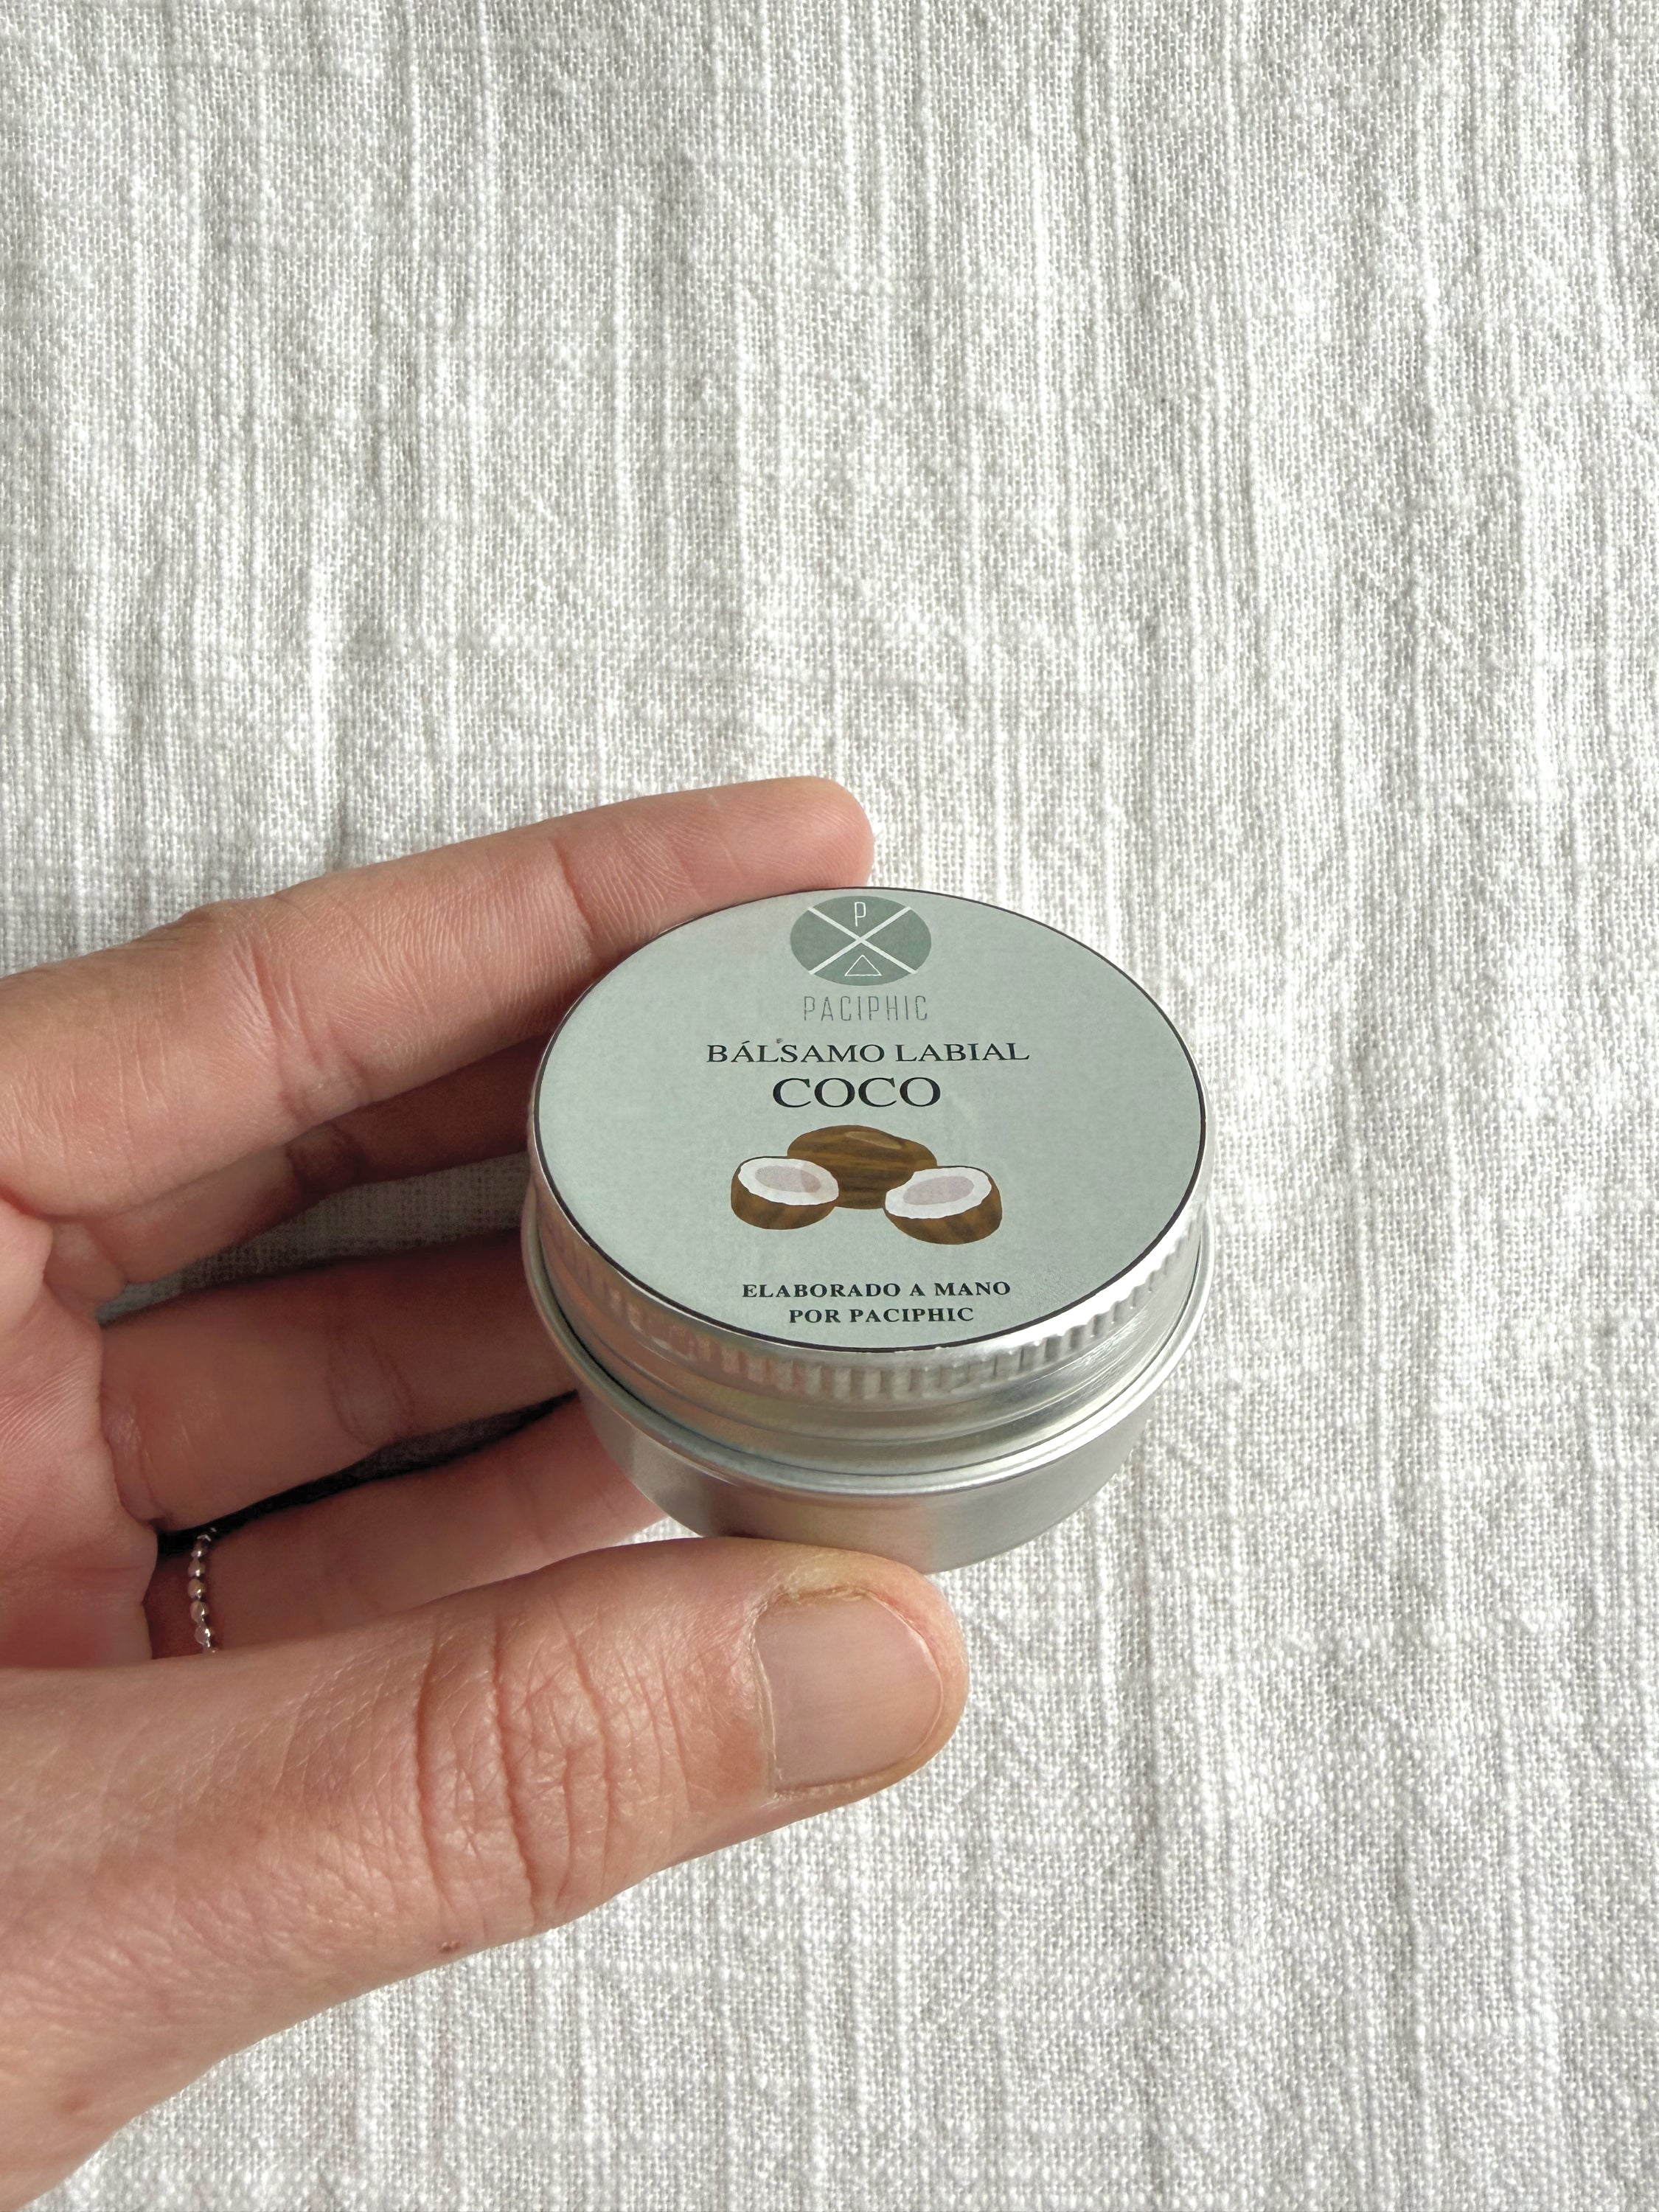 P
PACIPHIC
BÁLSAMO LABIAL
COCO
ELABORADO A MANO
POR PACIPHIC